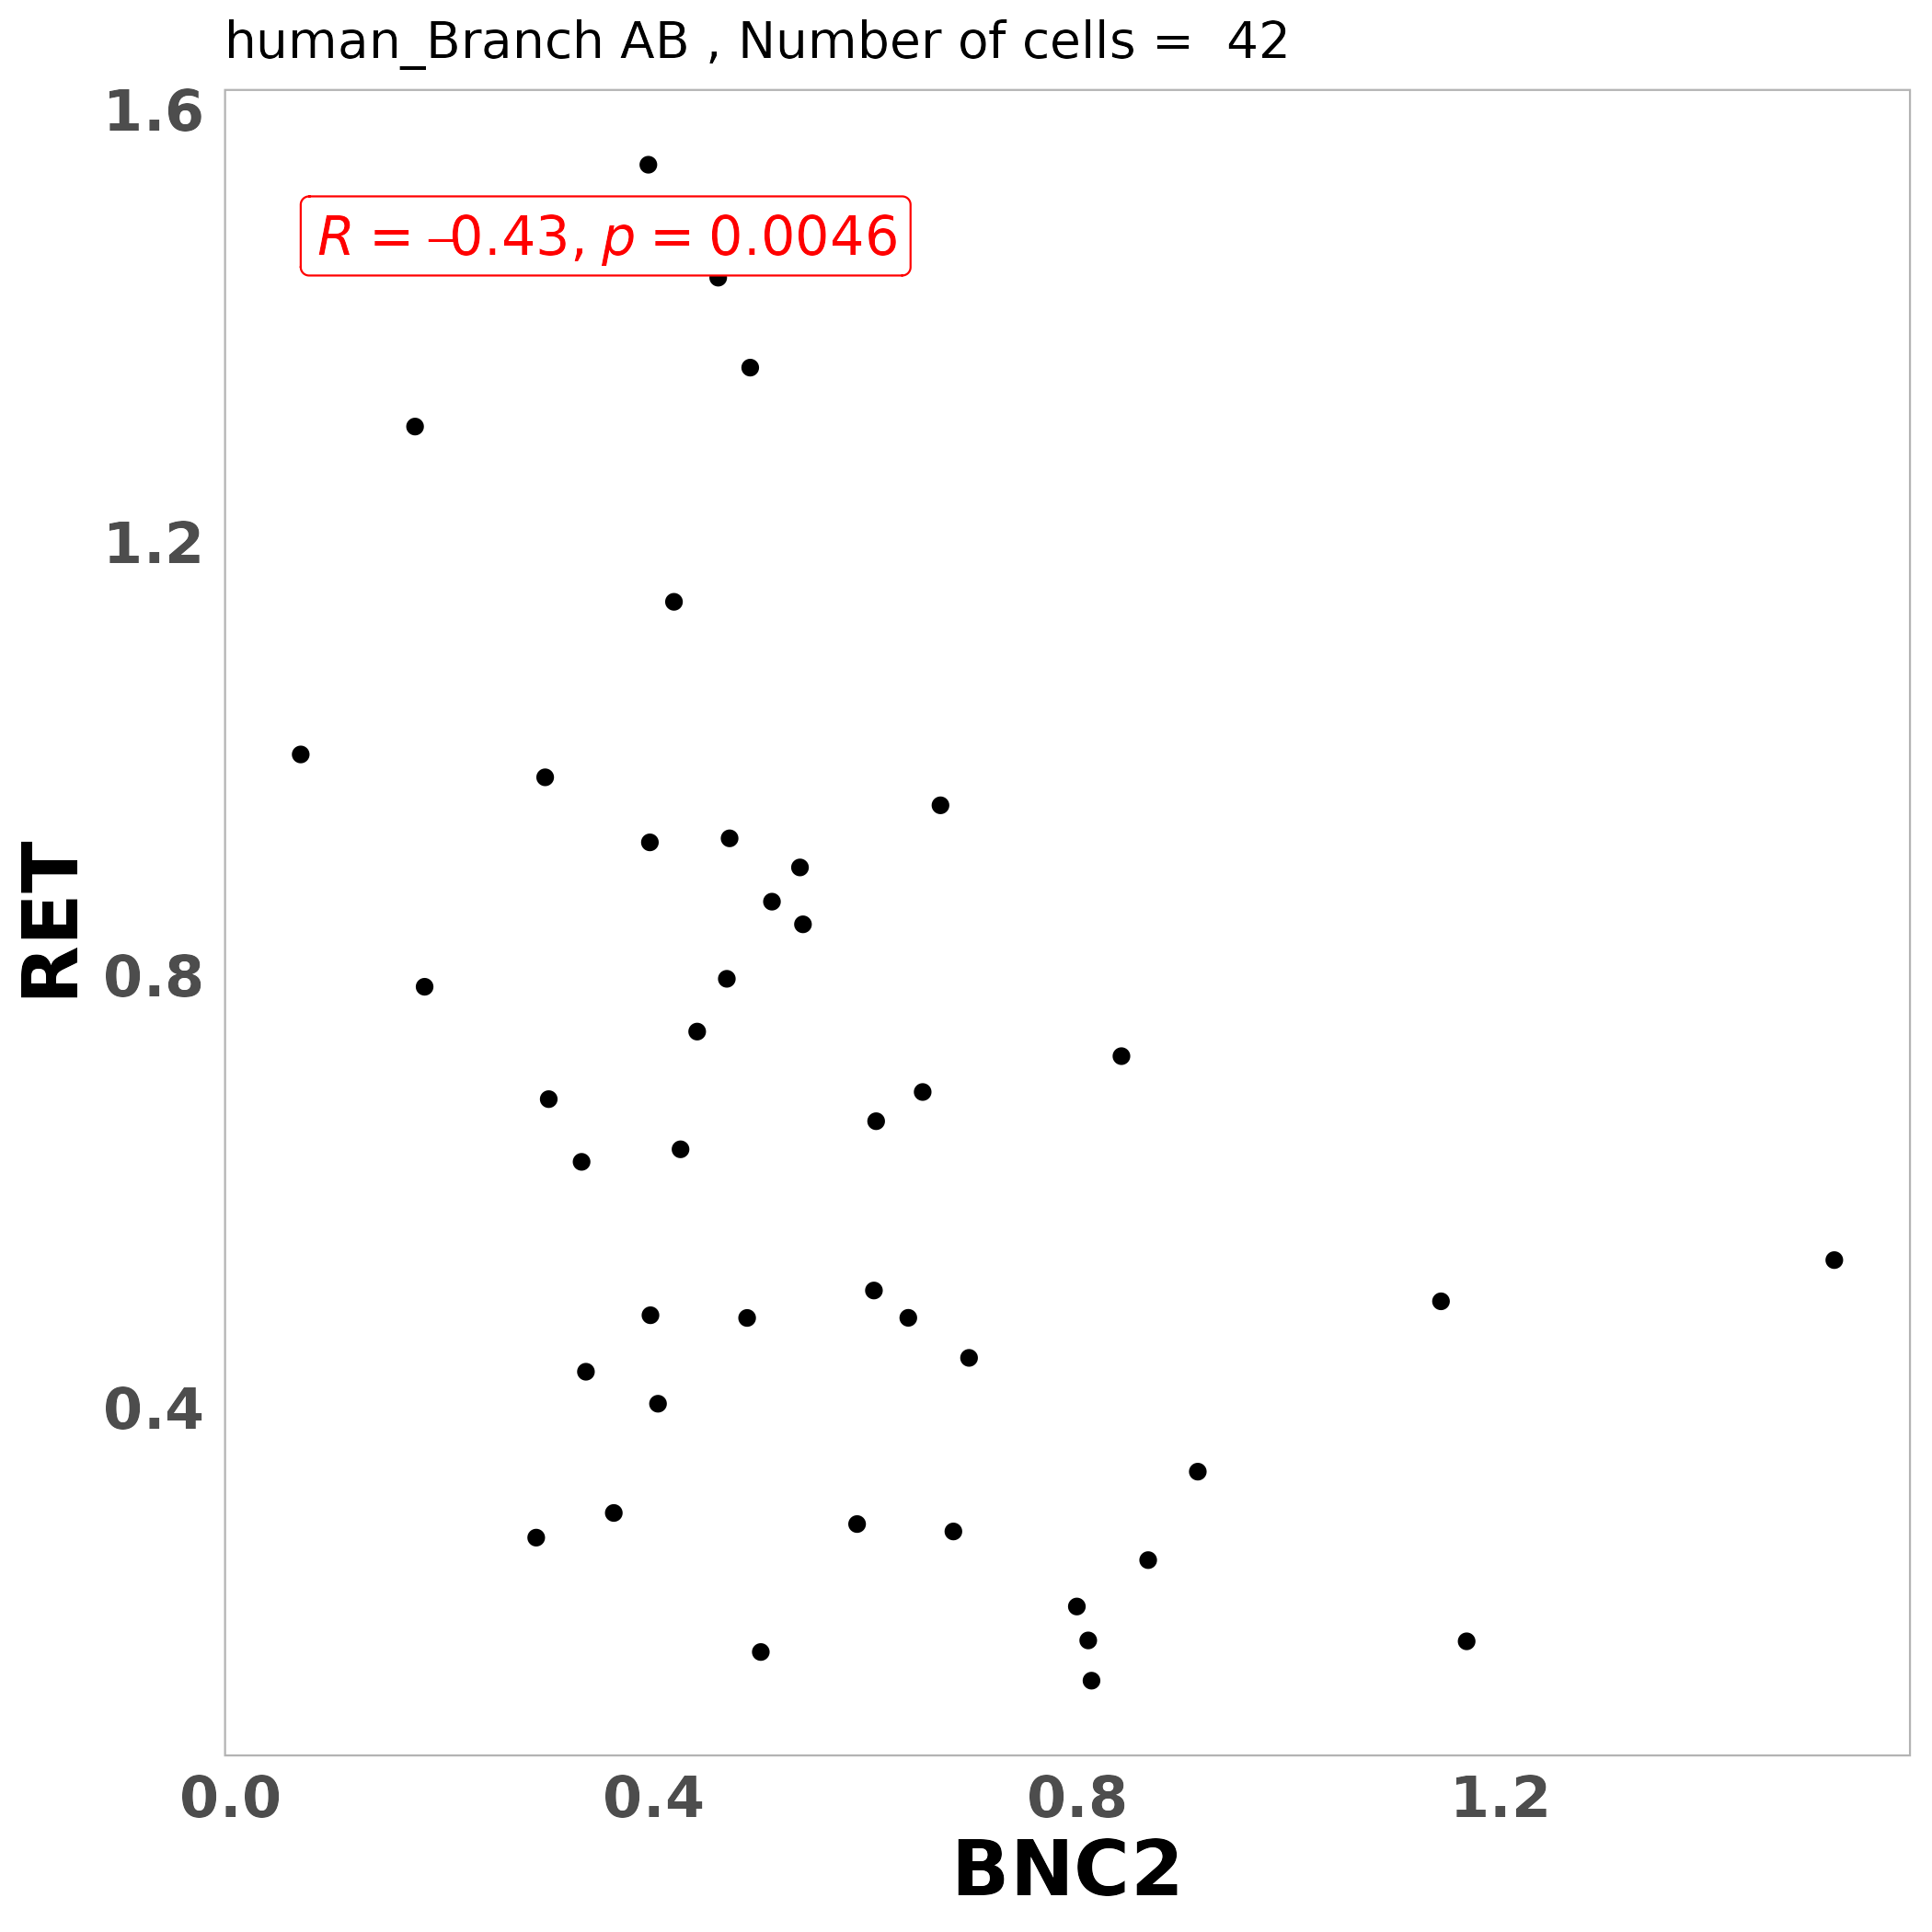 human_Branch AB , Number of cells =  42
1.6
R = –0.43, p = 0.0046
1.2
RET
0.8
0.4
0.0 0.4 0.8 1.2
BNC2